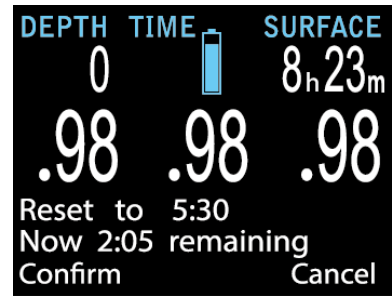 DEPTH TIME SURFACE
0 8h23m
.98 .98 .98
Reset to 5:30
Now 2:05 remaining
Confirm Cancel